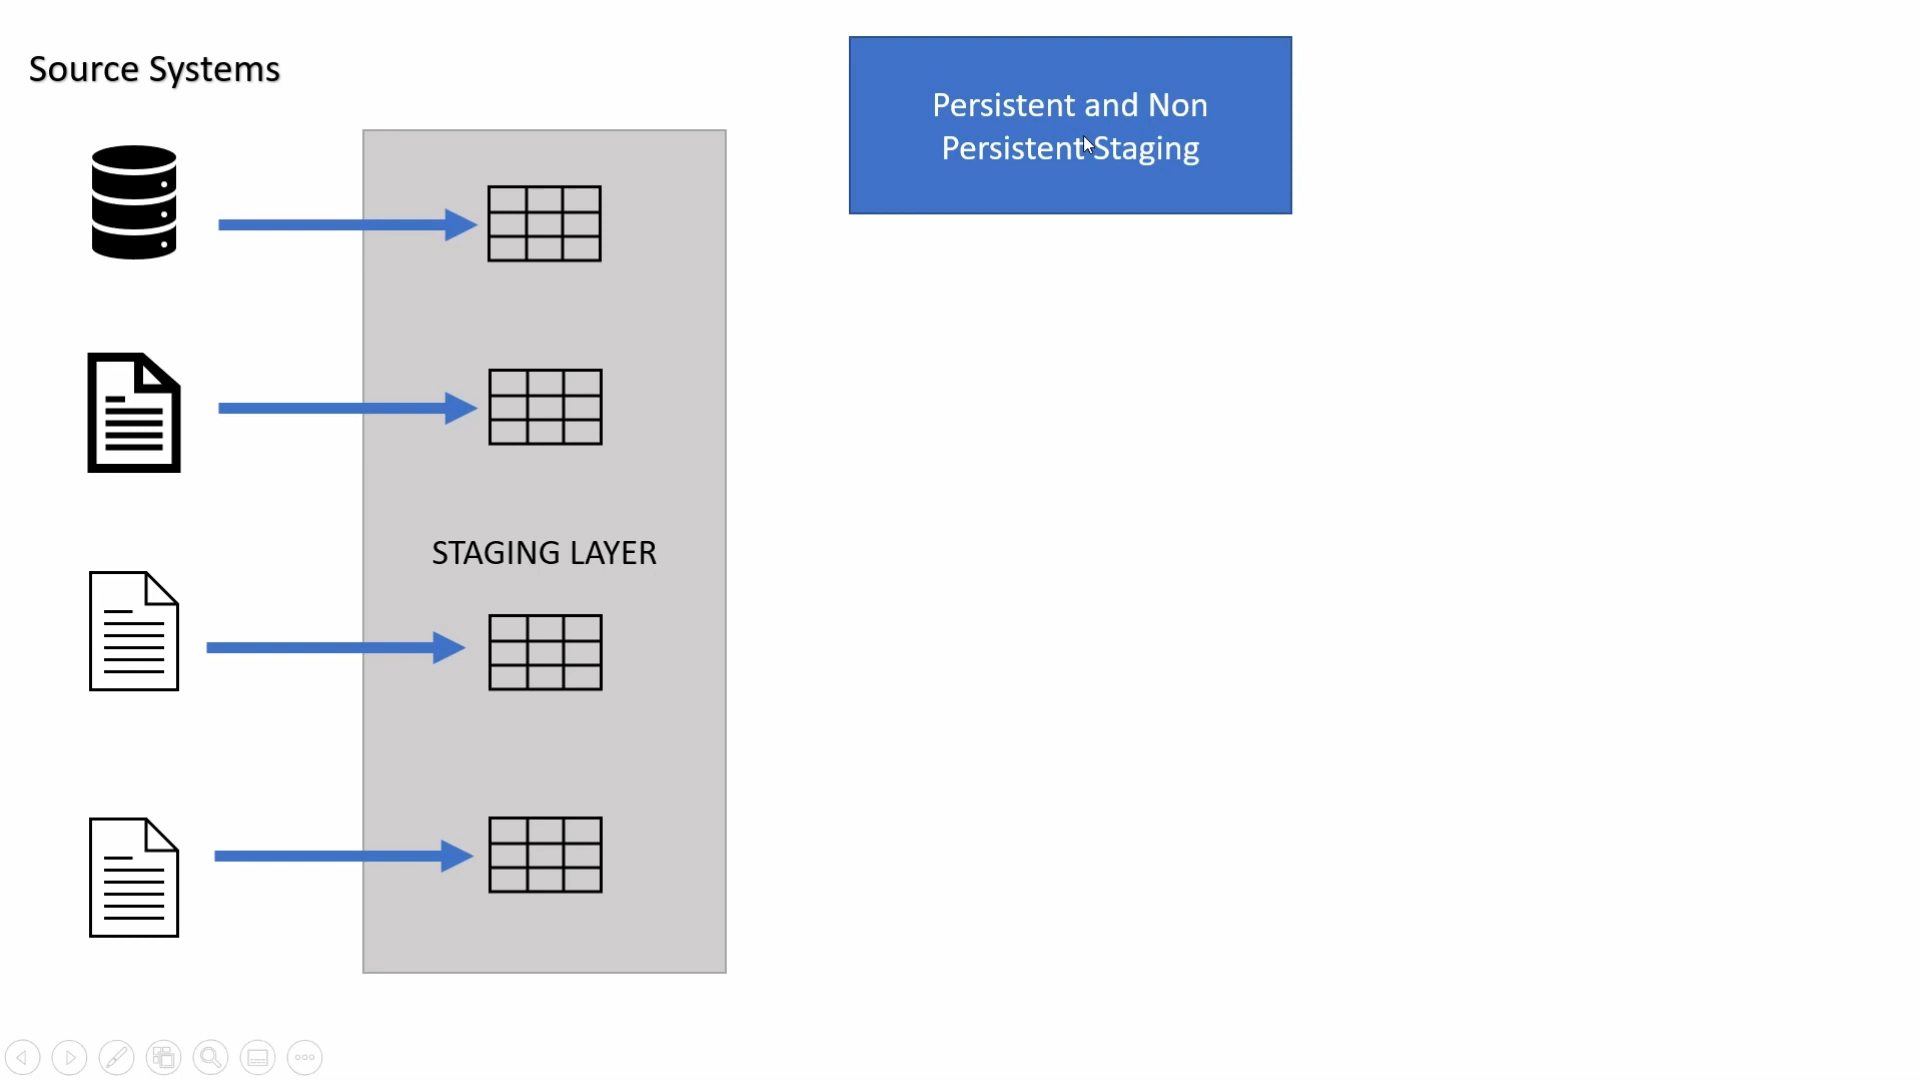 Source Systems
Persistent and Non
Persistent Staging
STAGING LAYER